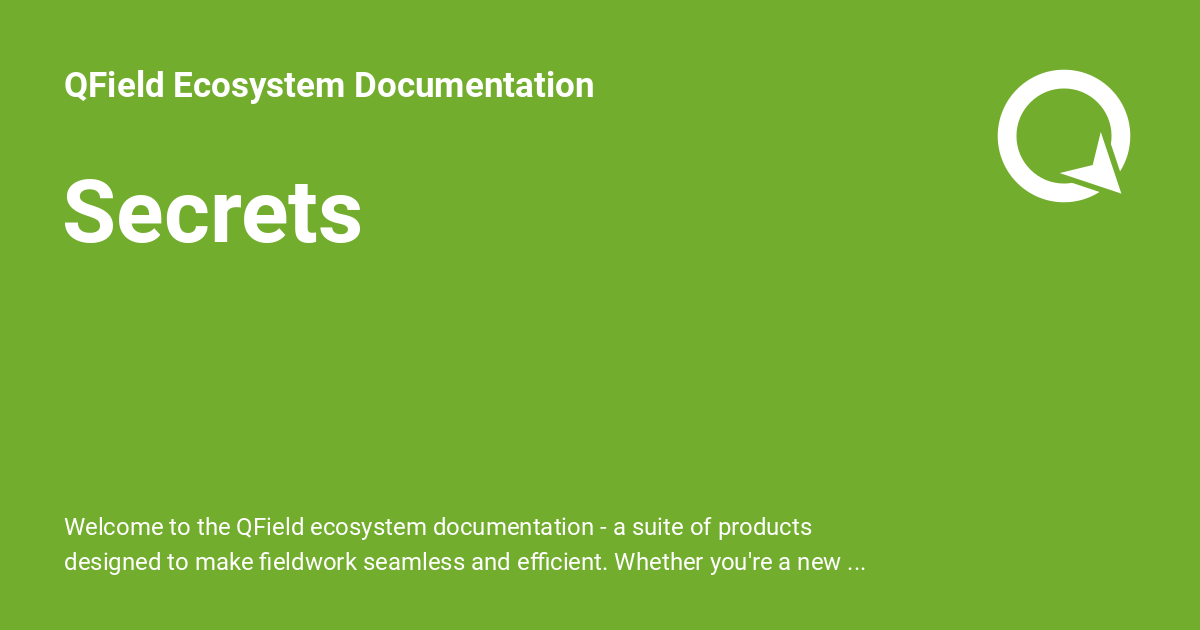 QField Ecosystem Documentation
Secrets
Welcome to the QField ecosystem documentation - a suite of products
designed to make fieldwork seamless and efficient. Whether you're a new ...